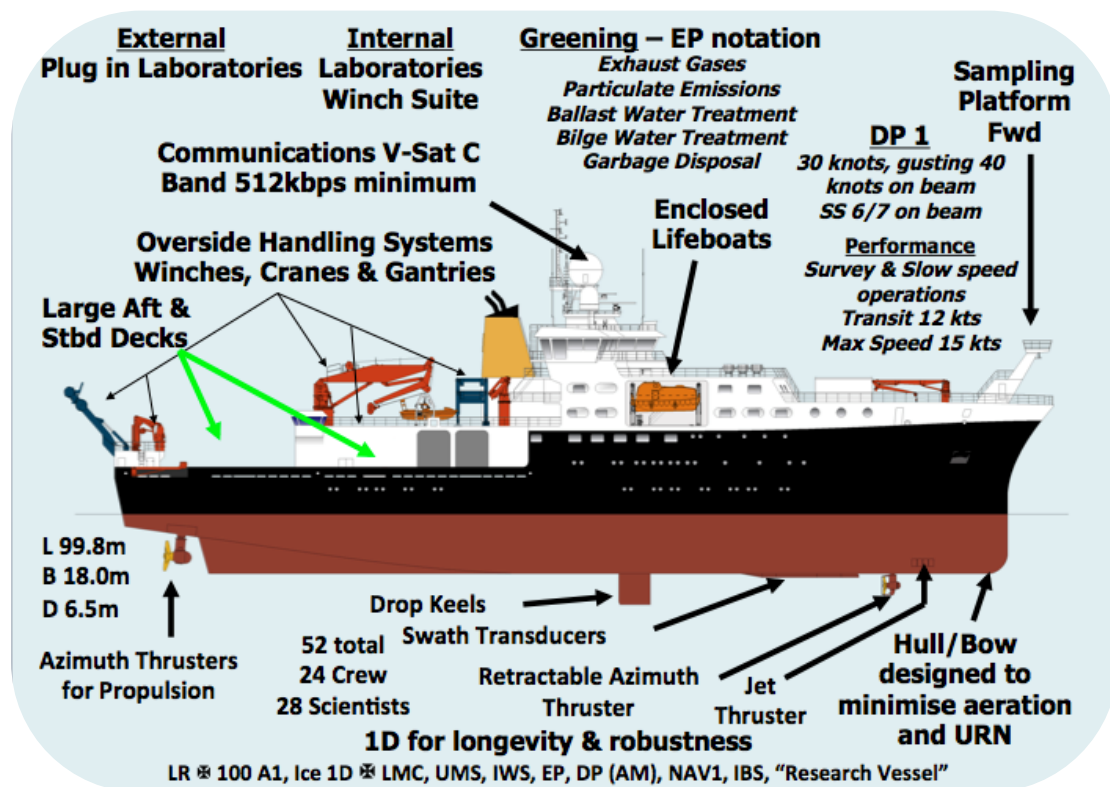 External
Plug in Laboratories
Internal
Laboratories
Winch Suite
Greening – EP notation
Exhaust Gases
Particulate Emissions
Ballast Water Treatment
Bilge Water Treatment
Garbage Disposal
Sampling
Platform
Fwd
DP 1
30 knots, gusting 40
knots on beam
SS 6/7 on beam
Performance
Survey & Slow speed
operations
Transit 12 kts
Max Speed 15 kts
Communications V-Sat C
Band 512kbps minimum
Enclosed
Lifeboats
Overside Handling Systems
Winches, Cranes & Gantries
Large Aft &
Stbd Decks
L 99.8m
B 18.0m
D 6.5m
Azimuth Thrusters
for Propulsion
Drop Keels
Swath Transducers
52 total
24 Crew
28 Scientists
Retractable Azimuth
Thruster
Jet
Thruster
Hull/Bow
designed to
minimise aeration
and URN
1D for longevity & robustness
LR ✠ 100 A1, Ice 1D ✠ LMC, UMS, IWS, EP, DP (AM), NAV1, IBS, “Research Vessel”